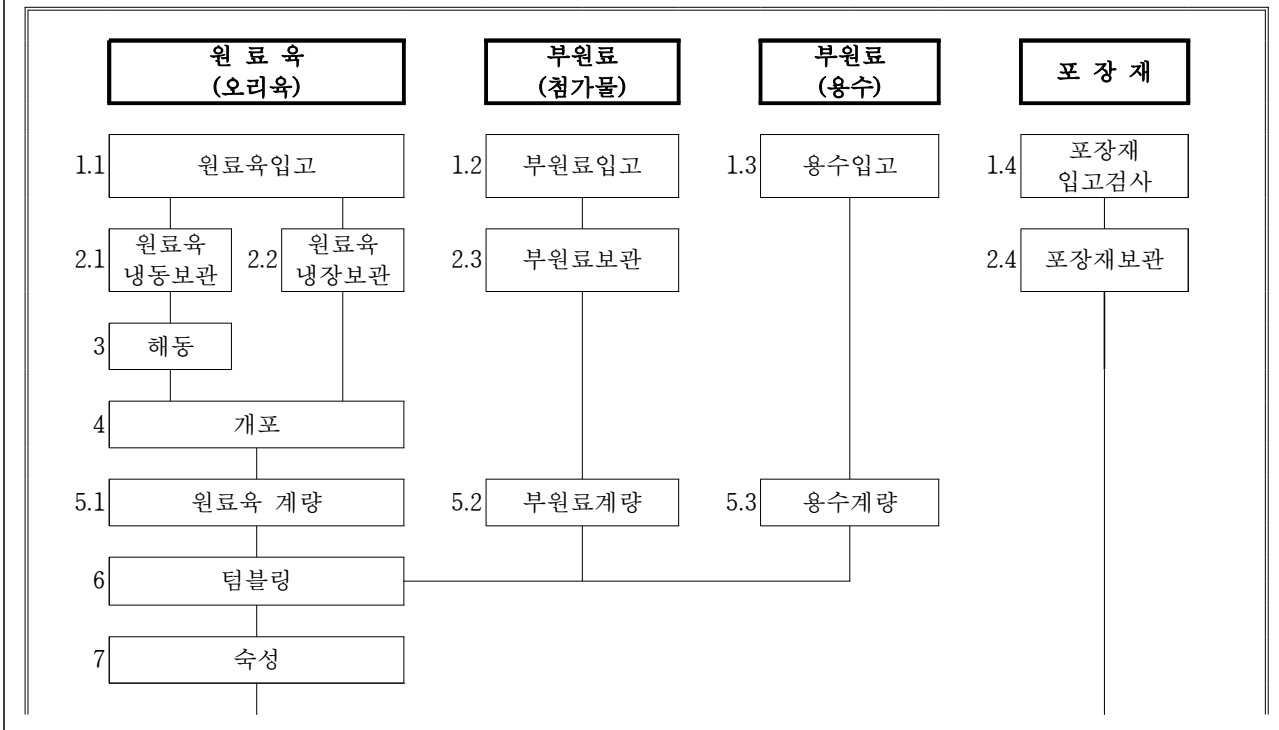 원 료 육
(오리육)
부원료
(첨가물)
부원료
(용수)
포 장 재
1.1 원료육입고
1.2 부원료입고
1.3 용수입고
1.4 포장재
입고검사
2.1 원료육
냉동보관
2.2 원료육
냉장보관
2.3 부원료보관
2.4 포장재보관
3 해동
4 개포
5.1 원료육 계량
5.2 부원료계량
5.3 용수계량
6 텀블링
7 숙성